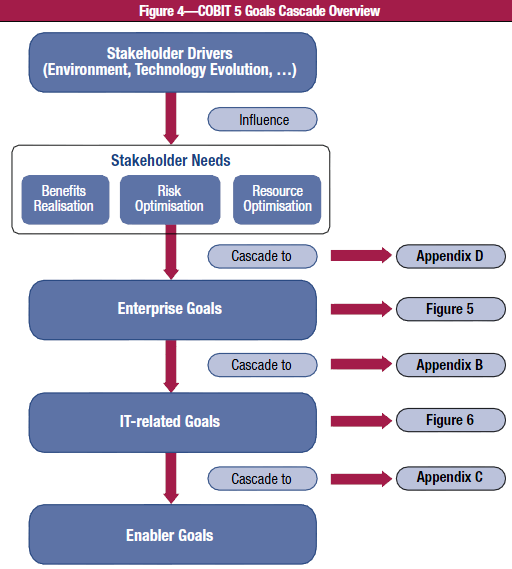 Figure 4—COBIT 5 Goals Cascade Overview
Stakeholder Drivers
(Environment, Technology Evolution, …)
Influence
Stakeholder Needs
Benefits
Realisation
Risk
Optimisation
Resource
Optimisation
Cascade to
Appendix D
Enterprise Goals
Figure 5
Cascade to
Appendix B
IT-related Goals
Figure 6
Cascade to
Appendix C
Enabler Goals